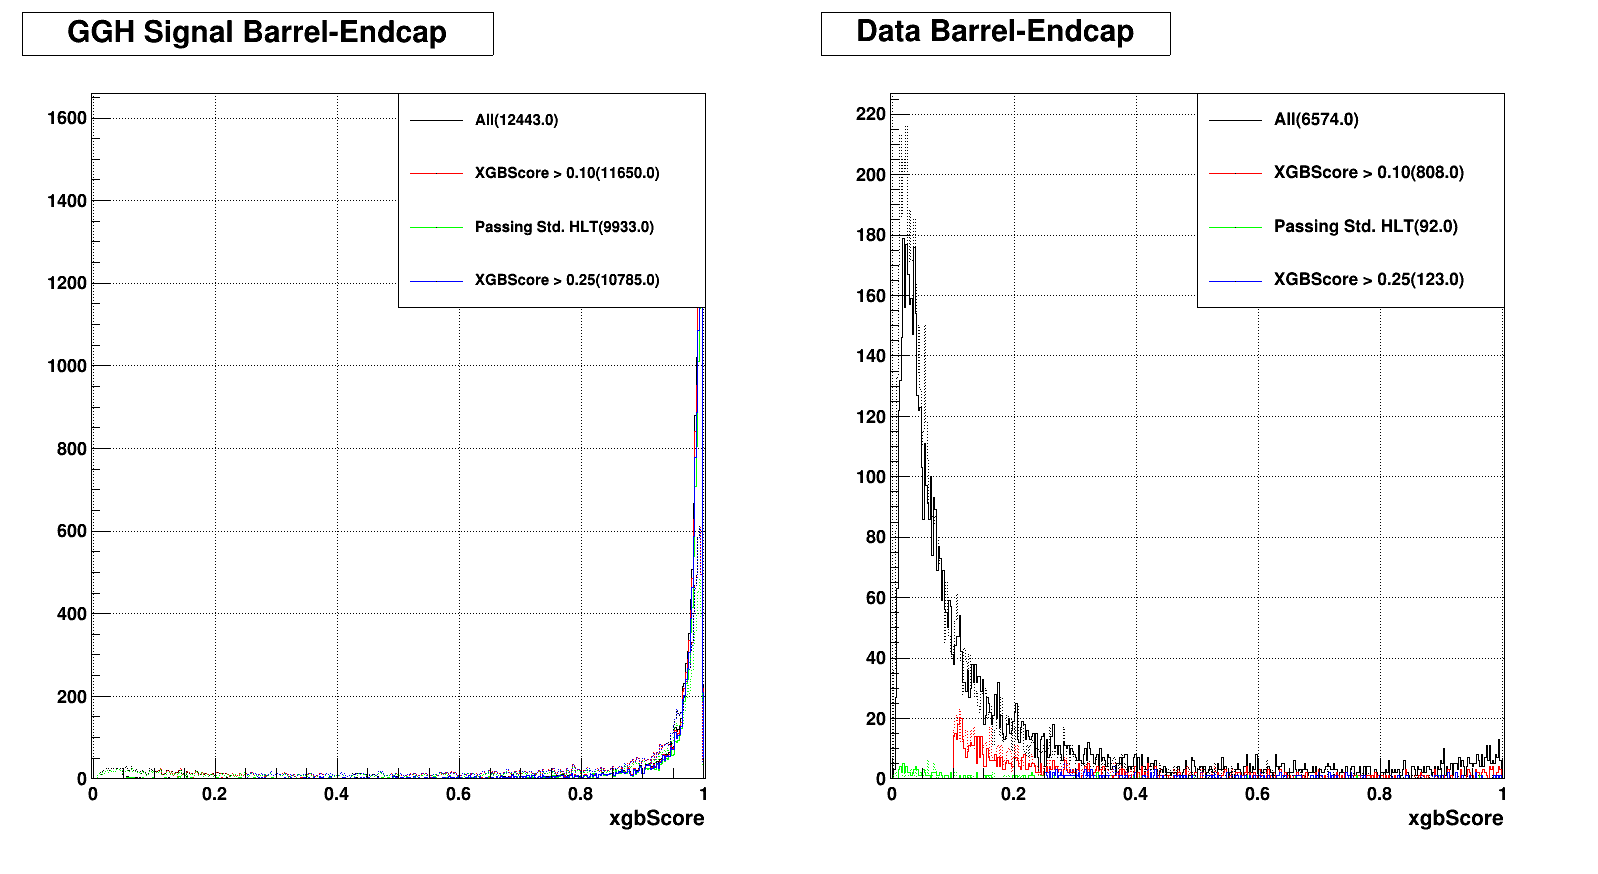 GGH Signal Barrel-Endcap
1600
1400
1200
1000
800
600
400
200
0
0 0.2 0.4 0.6 0.8 1
xgbScore
All(12443.0)
XGBScore > 0.10(11650.0)
Passing Std. HLT(9933.0)
XGBScore > 0.25(10785.0)
Data Barrel-Endcap
220
200
180
160
140
120
100
80
60
40
20
0
0 0.2 0.4 0.6 0.8 1
xgbScore
All(6574.0)
XGBScore > 0.10(808.0)
Passing Std. HLT(92.0)
XGBScore > 0.25(123.0)